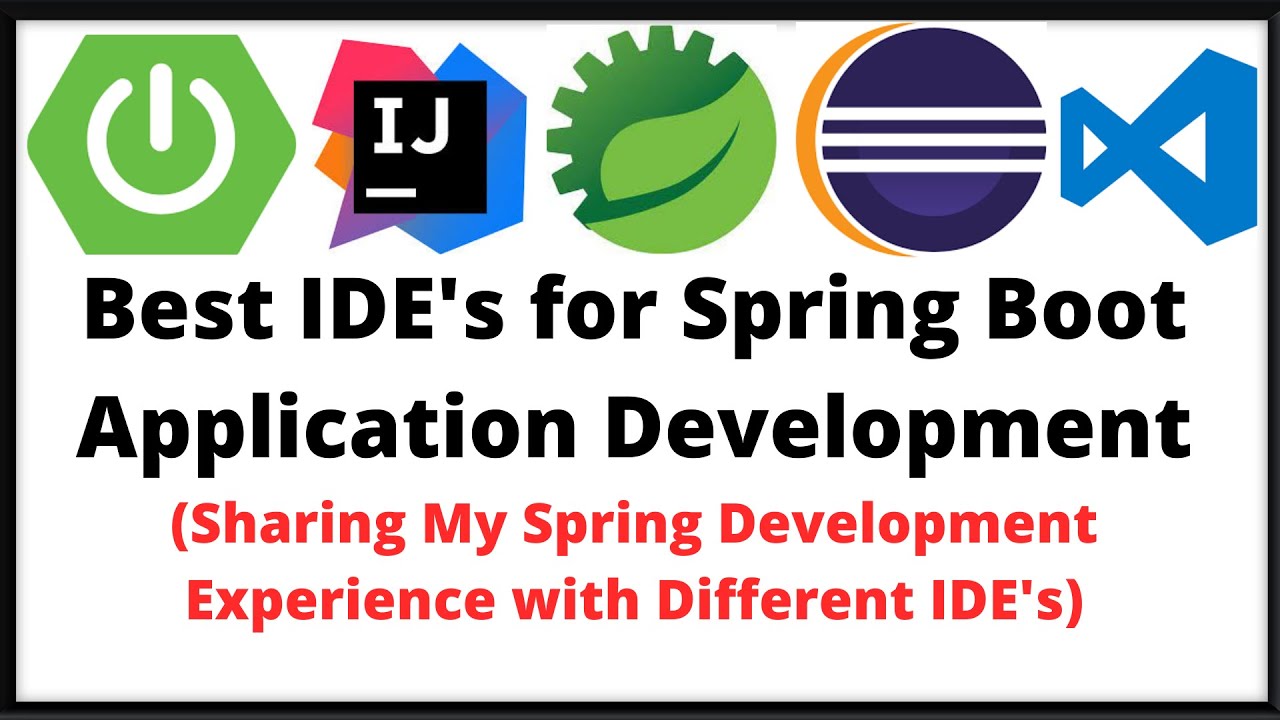 IJ
Best IDE's for Spring Boot
Application Development
(Sharing My Spring Development
Experience with Different IDE's)